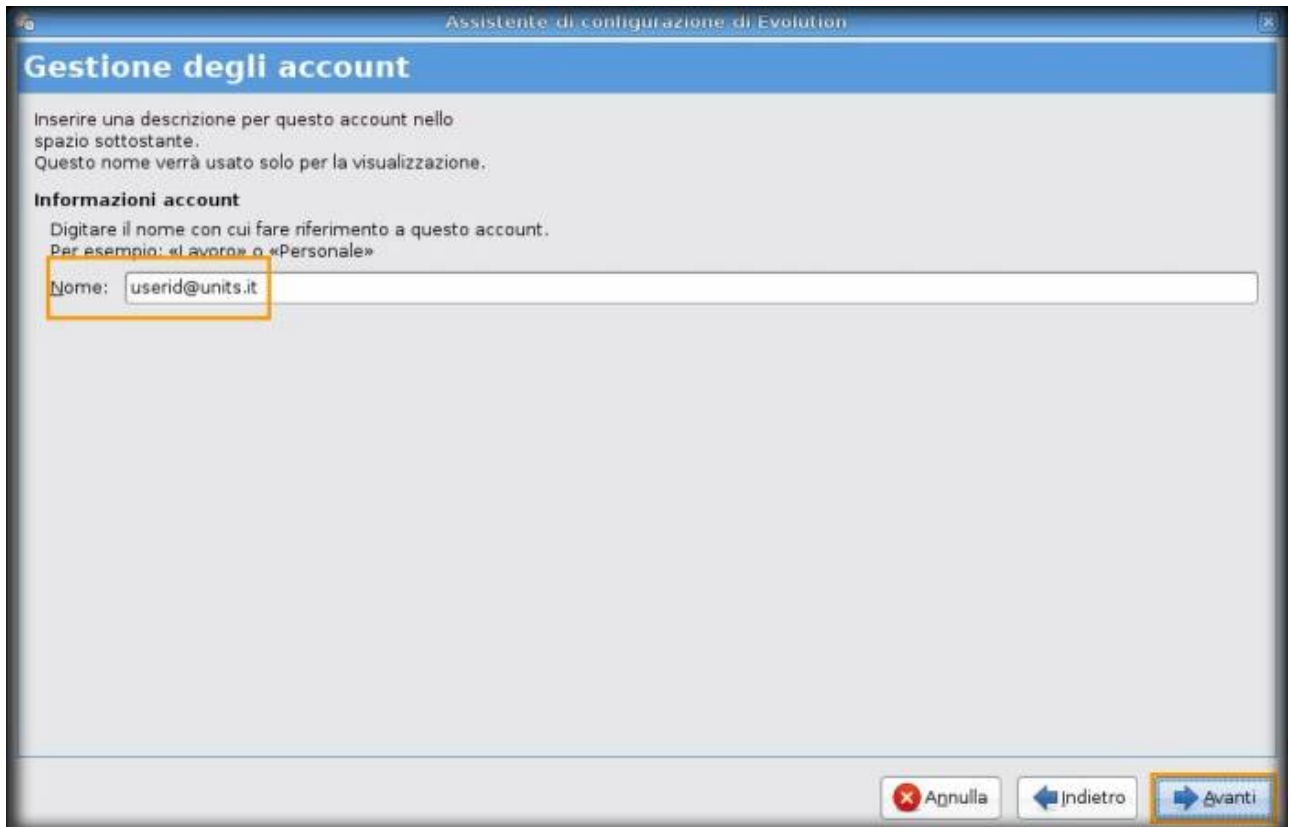 Assistente di configurazione di Evolution
Gestione degli account
Inserire una descrizione per questo account nello
spazio sottostante.
Questo nome verrà usato solo per la visualizzazione.
Informazioni account
Digitare il nome con cui fare riferimento a questo account.
Per esempio: «Lavoro» o «Personale»
Nome: userid@units.it
Annulla Indietro Avanti